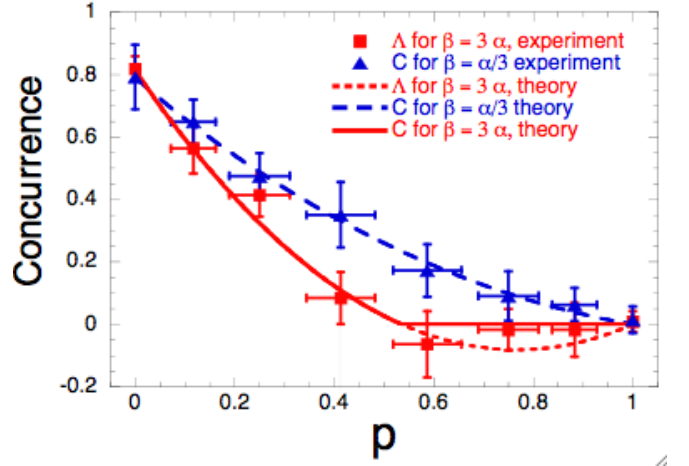 1
0.8
0.6
0.4
0.2
0
-0.2
Concurrence
Λ for β = 3 α, experiment
C for β = α/3 experiment
Λ for β = 3 α, theory
C for β = α/3 theory
C for β = 3 α, theory
0 0.2 0.4 0.6 0.8 1
p